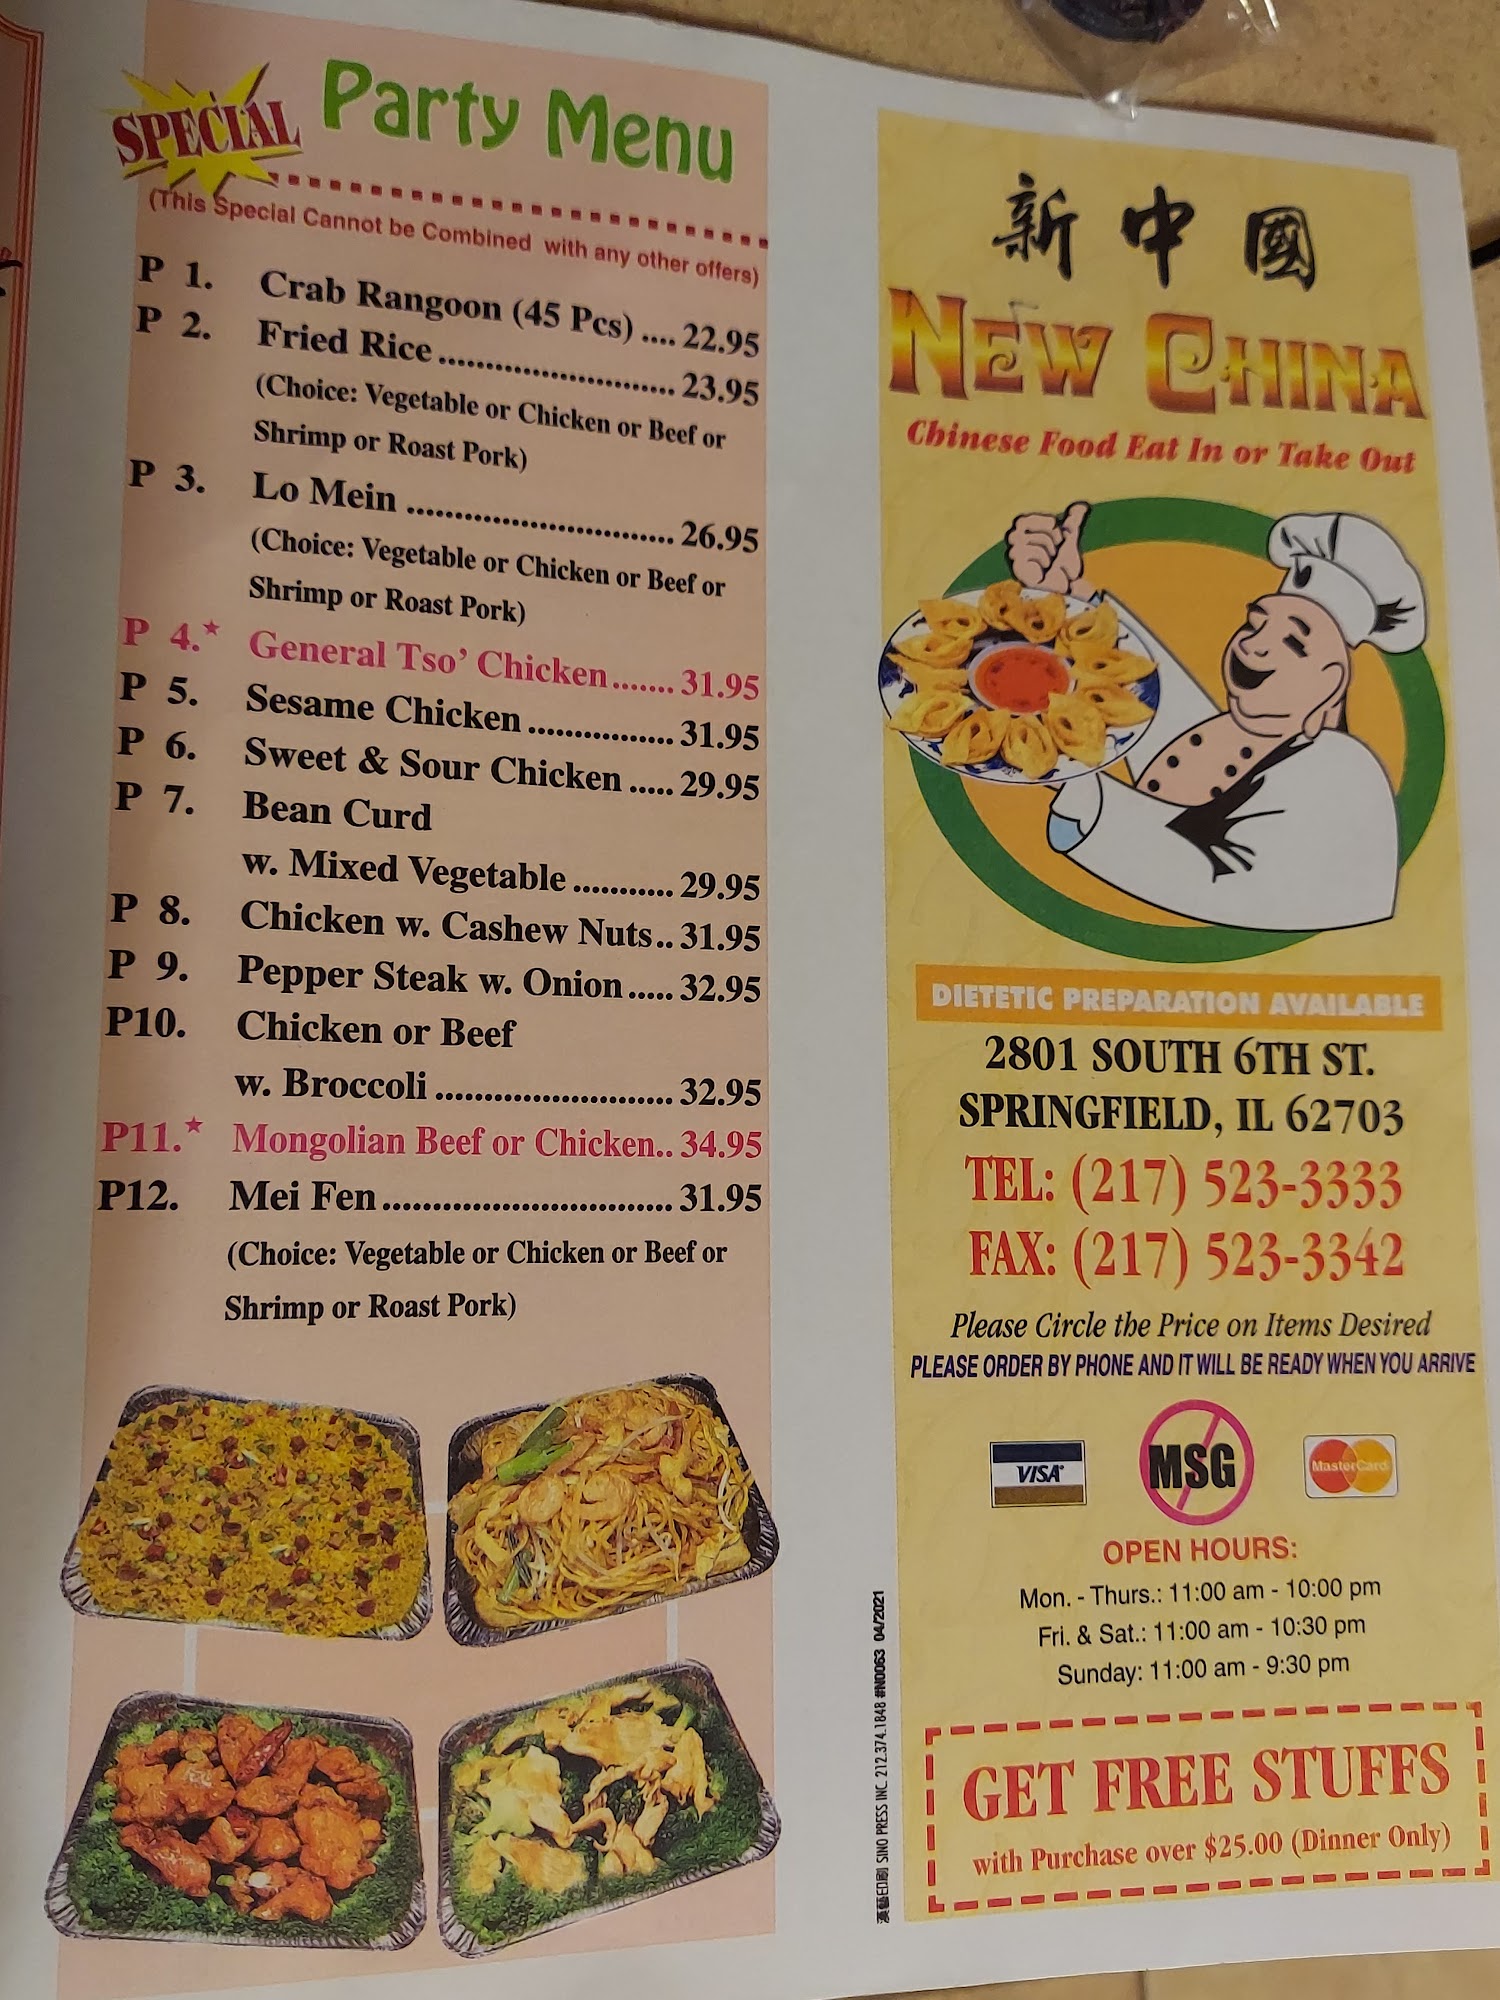 SPECIAL
Party Menu
(This Special Cannot be Combined with any other offers)
P 1. Crab Rangoon (45 Pcs) .... 22.95
P 2. Fried Rice ........................ 23.95
(Choice: Vegetable or Chicken or Beef or
Shrimp or Roast Pork)
P 3. Lo Mein ........................... 26.95
(Choice: Vegetable or Chicken or Beef or
Shrimp or Roast Pork)
P 4.★ General Tso' Chicken....... 31.95
P 5. Sesame Chicken ............... 31.95
P 6. Sweet & Sour Chicken ..... 29.95
P 7. Bean Curd
w. Mixed Vegetable ........... 29.95
P 8. Chicken w. Cashew Nuts.. 31.95
P 9. Pepper Steak w. Onion ..... 32.95
P10. Chicken or Beef
w. Broccoli ........................ 32.95
P11.★ Mongolian Beef or Chicken.. 34.95
P12. Mei Fen ............................. 31.95
(Choice: Vegetable or Chicken or Beef or
Shrimp or Roast Pork)
新中國
NEW CHINA
Chinese Food Eat In or Take Out
DIETETIC PREPARATION AVAILABLE
2801 SOUTH 6TH ST.
SPRINGFIELD, IL 62703
TEL: (217) 523-3333
FAX: (217) 523-3342
Please Circle the Price on Items Desired
PLEASE ORDER BY PHONE AND IT WILL BE READY WHEN YOU ARRIVE
VISA
MSG
MasterCard
OPEN HOURS:
Mon. - Thurs.: 11:00 am - 10:00 pm
Fri. & Sat.: 11:00 am - 10:30 pm
Sunday: 11:00 am - 9:30 pm
GET FREE STUFFS
with Purchase over $25.00 (Dinner Only)
SINO PRESS INC. 212.374.1848 #N0063 04/2021